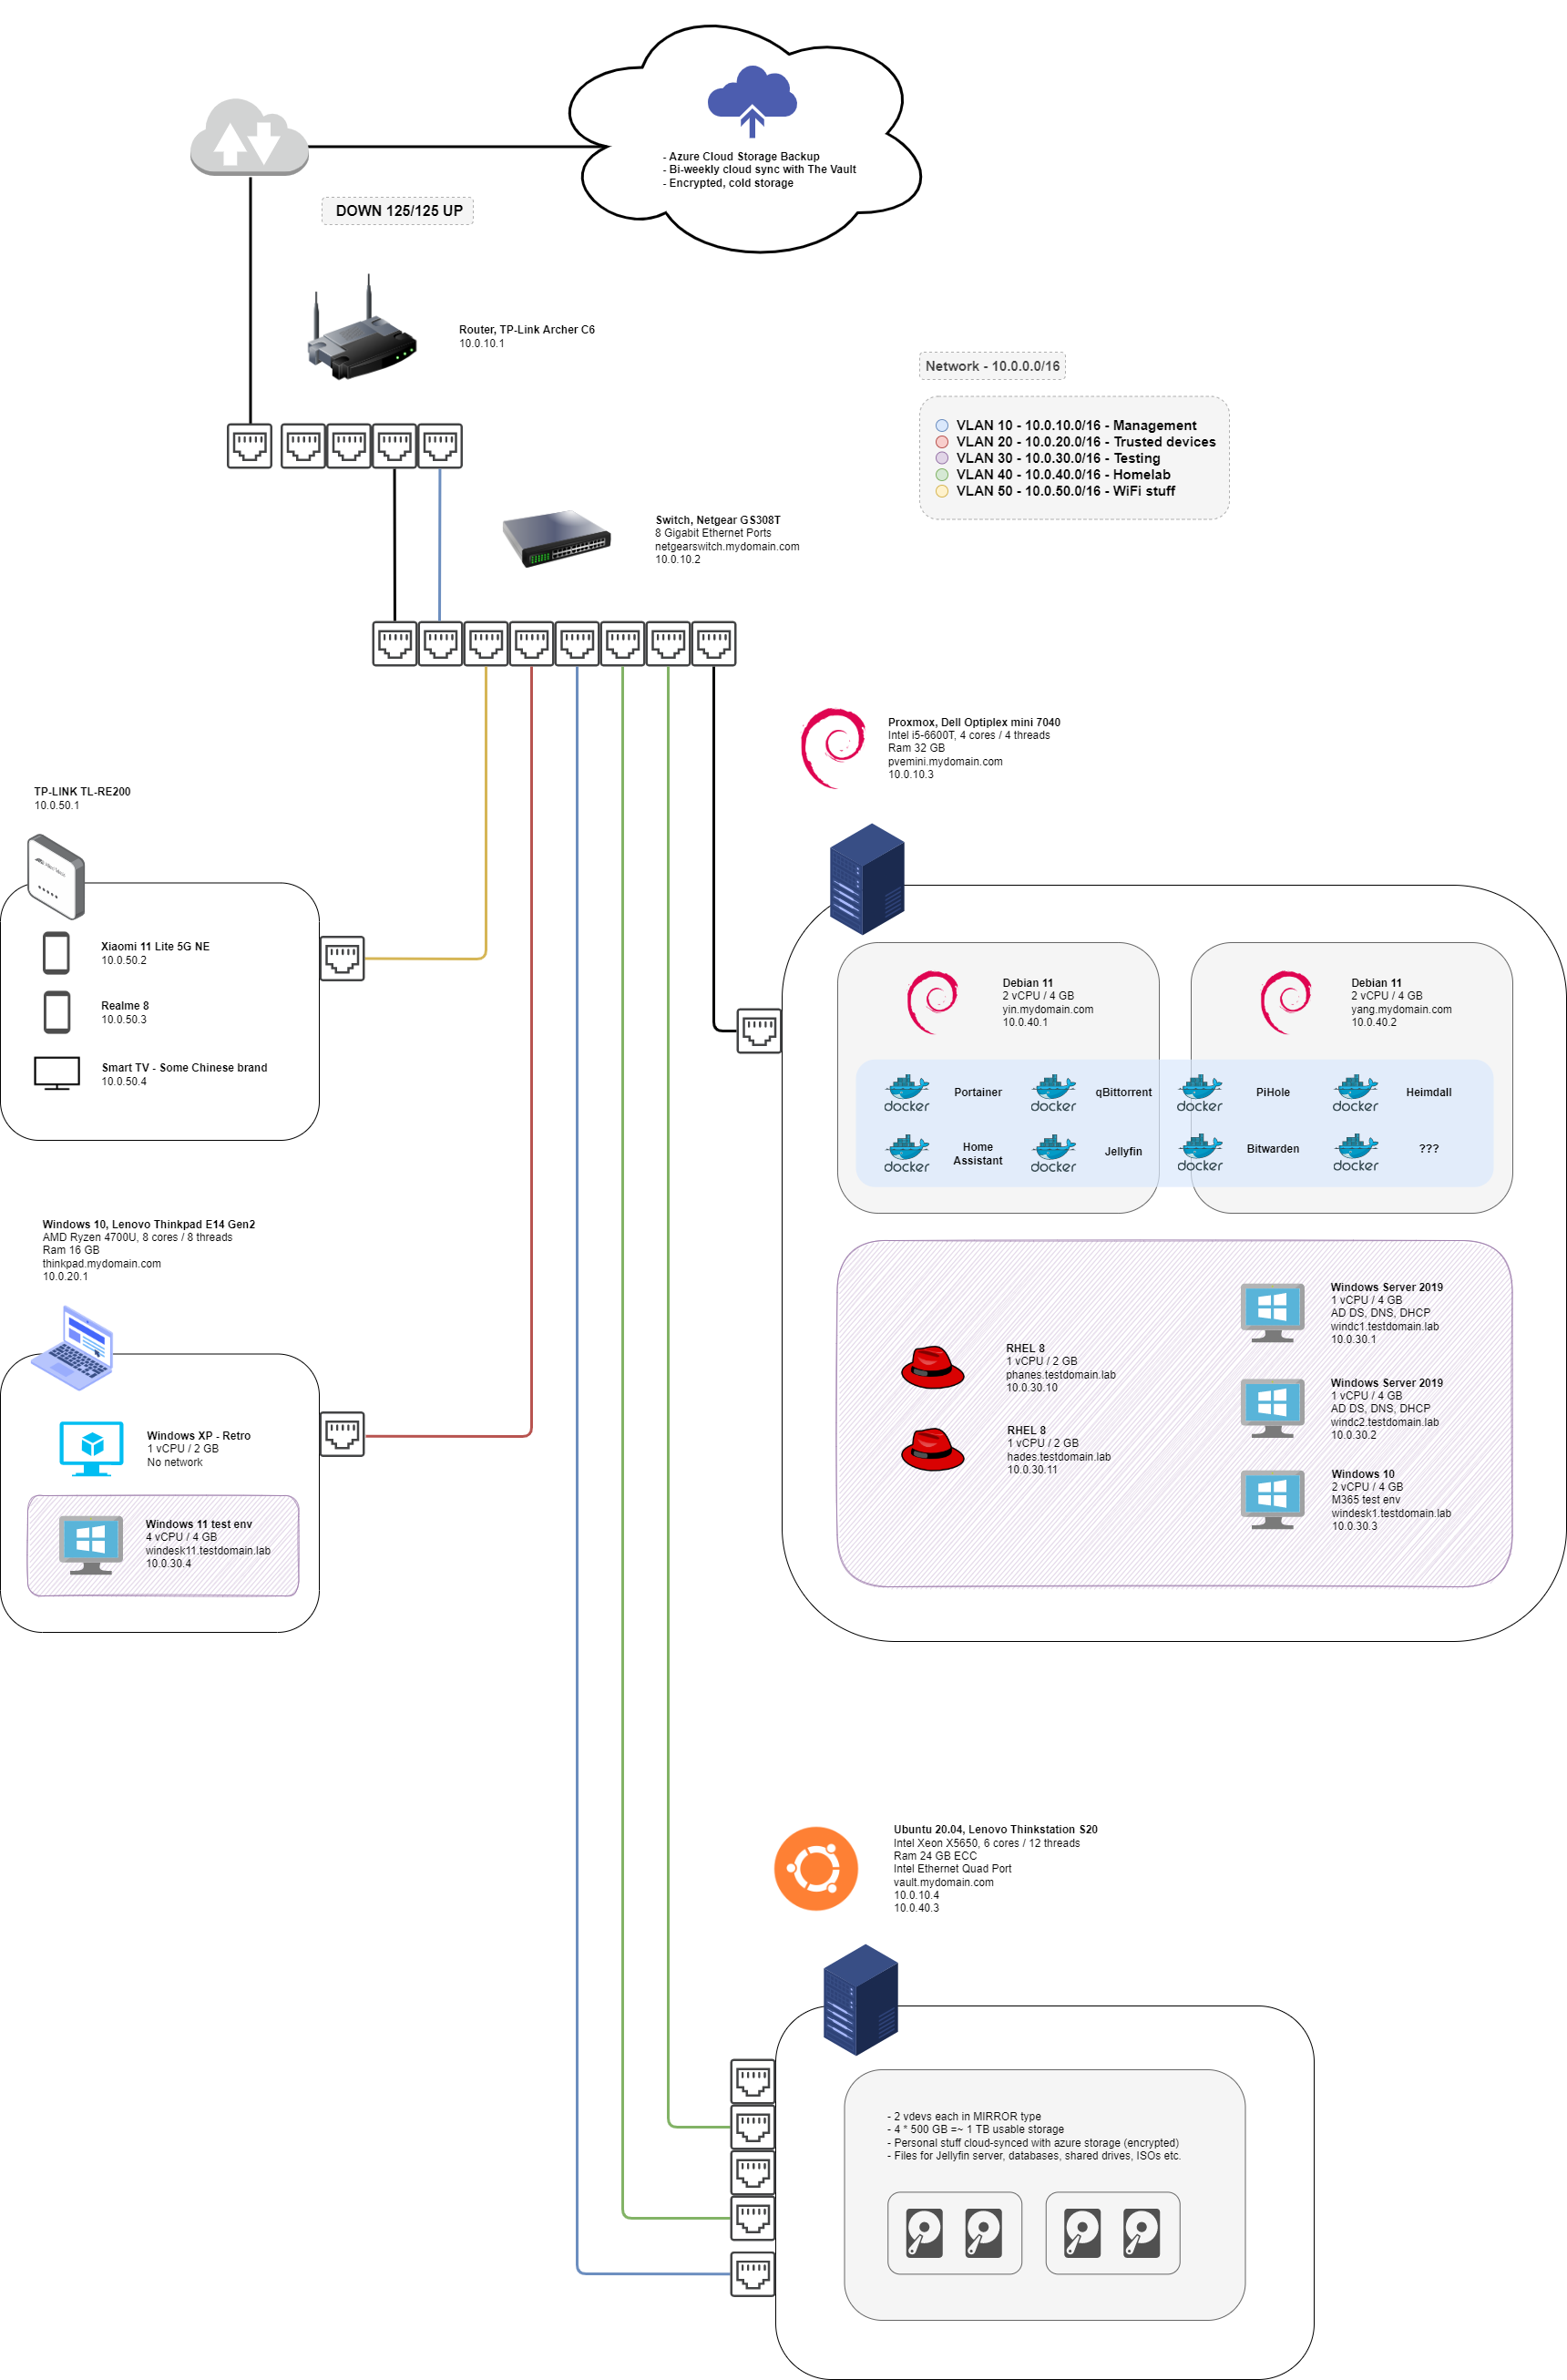 - Azure Cloud Storage Backup
- Bi-weekly cloud sync with The Vault
- Encrypted, cold storage
DOWN 125/125 UP
Router, TP-Link Archer C6
10.0.10.1
Network - 10.0.0.0/16
VLAN 10 - 10.0.10.0/16 - Management
VLAN 20 - 10.0.20.0/16 - Trusted devices
VLAN 30 - 10.0.30.0/16 - Testing
VLAN 40 - 10.0.40.0/16 - Homelab
VLAN 50 - 10.0.50.0/16 - WiFi stuff
Switch, Netgear GS308T
8 Gigabit Ethernet Ports
netgearswitch.mydomain.com
10.0.10.2
Proxmox, Dell Optiplex mini 7040
Intel i5-6600T, 4 cores / 4 threads
Ram 32 GB
pvemini.mydomain.com
10.0.10.3
TP-LINK TL-RE200
10.0.50.1
Xiaomi 11 Lite 5G NE
10.0.50.2
Realme 8
10.0.50.3
Smart TV - Some Chinese brand
10.0.50.4
Debian 11
2 vCPU / 4 GB
yin.mydomain.com
10.0.40.1
Debian 11
2 vCPU / 4 GB
yang.mydomain.com
10.0.40.2
docker
Portainer
docker
qBittorrent
docker
PiHole
docker
Heimdall
docker
Home
Assistant
docker
Jellyfin
docker
Bitwarden
docker
???
Windows 10, Lenovo Thinkpad E14 Gen2
AMD Ryzen 4700U, 8 cores / 8 threads
Ram 16 GB
thinkpad.mydomain.com
10.0.20.1
Windows XP - Retro
1 vCPU / 2 GB
No network
Windows 11 test env
4 vCPU / 4 GB
windesk11.testdomain.lab
10.0.30.4
RHEL 8
1 vCPU / 2 GB
phanes.testdomain.lab
10.0.30.10
RHEL 8
1 vCPU / 2 GB
hades.testdomain.lab
10.0.30.11
Windows Server 2019
1 vCPU / 4 GB
AD DS, DNS, DHCP
windc1.testdomain.lab
10.0.30.1
Windows Server 2019
1 vCPU / 4 GB
AD DS, DNS, DHCP
windc2.testdomain.lab
10.0.30.2
Windows 10
2 vCPU / 4 GB
M365 test env
windesk1.testdomain.lab
10.0.30.3
Ubuntu 20.04, Lenovo Thinkstation S20
Intel Xeon X5650, 6 cores / 12 threads
Ram 24 GB ECC
Intel Ethernet Quad Port
vault.mydomain.com
10.0.10.4
10.0.40.3
- 2 vdevs each in MIRROR type
- 4 * 500 GB =~ 1 TB usable storage
- Personal stuff cloud-synced with azure storage (encrypted)
- Files for Jellyfin server, databases, shared drives, ISOs etc.